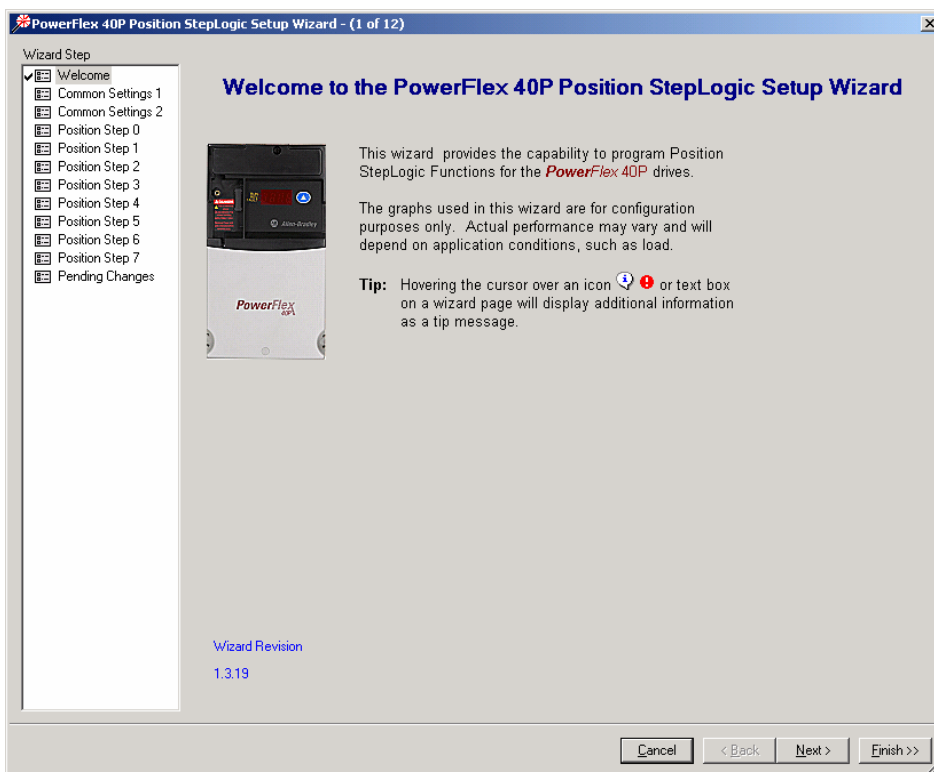 PowerFlex 40P Position StepLogic Setup Wizard - (1 of 12)
Wizard Step
Welcome
Common Settings 1
Common Settings 2
Position Step 0
Position Step 1
Position Step 2
Position Step 3
Position Step 4
Position Step 5
Position Step 6
Position Step 7
Pending Changes
Welcome to the PowerFlex 40P Position StepLogic Setup Wizard
Allen-Bradley
PowerFlex
40P
This wizard provides the capability to program Position
StepLogic Functions for the PowerFlex 40P drives.
The graphs used in this wizard are for configuration
purposes only. Actual performance may vary and will
depend on application conditions, such as load.
Tip: Hovering the cursor over an icon or text box
on a wizard page will display additional information
as a tip message.
Wizard Revision
1.3.19
Cancel
< Back
Next >
Finish >>